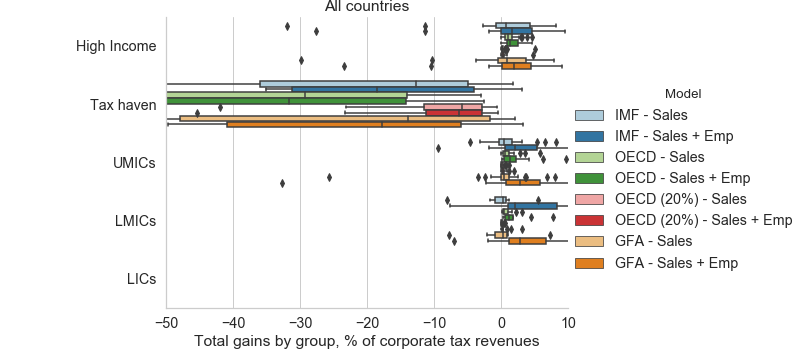 All countries
High Income
Tax haven
UMICs
LMICs
LICs
−50 −40 −30 −20 −10 0 10
Total gains by group, % of corporate tax revenues
Model
IMF - Sales
IMF - Sales + Emp
OECD - Sales
OECD - Sales + Emp
OECD (20%) - Sales
OECD (20%) - Sales + Emp
GFA - Sales
GFA - Sales + Emp